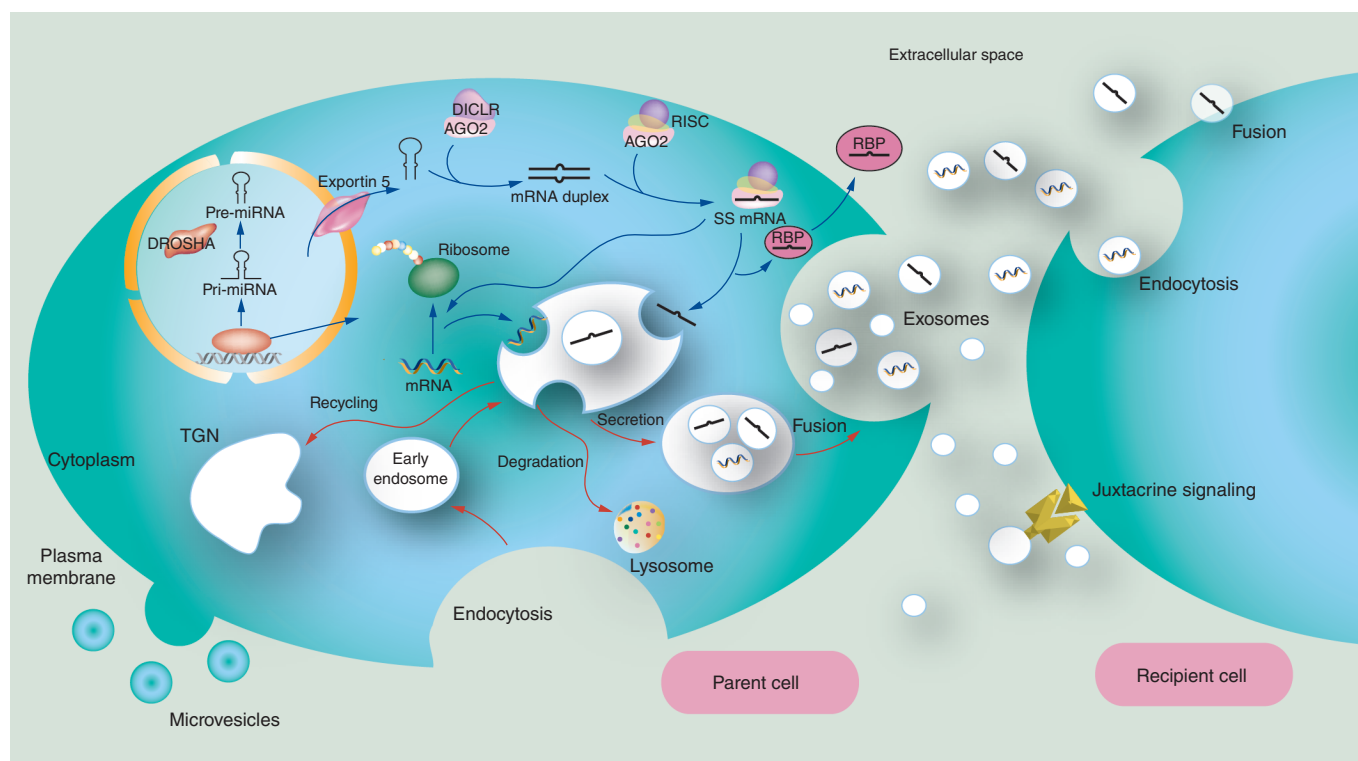 Extracellular space
DICLR
AGO2
RISC
AGO2
RBP
Fusion
Exportin 5
Pre-miRNA
mRNA duplex
SS mRNA
DROSHA
RBP
Ribosome
Endocytosis
Pri-miRNA
Exosomes
mRNA
Recycling
TGN
Secretion
Fusion
Cytoplasm
Early
endosome
Degradation
Juxtacrine signaling
Plasma
membrane
Lysosome
Endocytosis
Parent cell
Recipient cell
Microvesicles